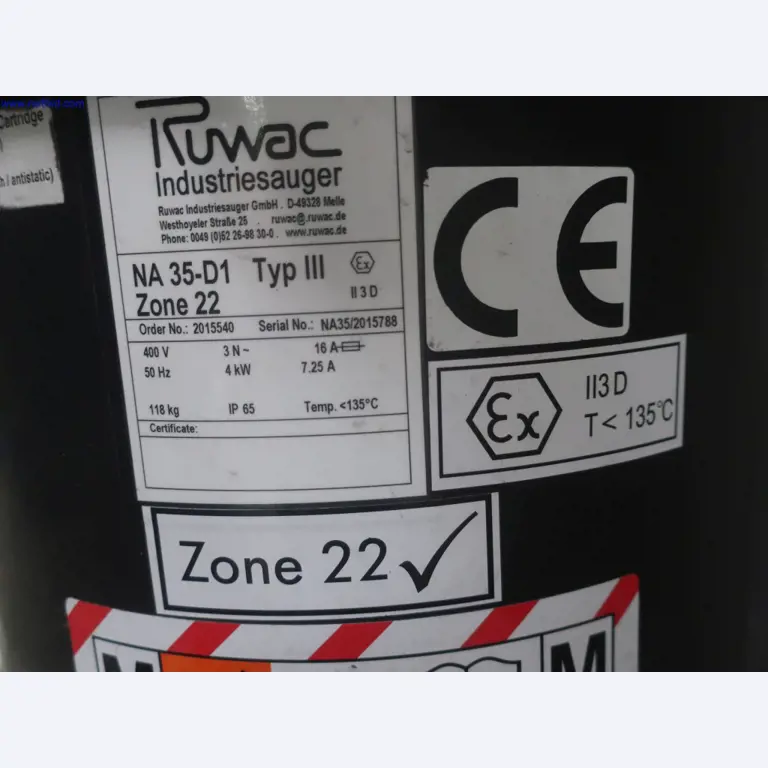 Cartridge
h / antistatic)
Ruwac
Industriesauger
Ruwac Industriesauger GmbH . D-49328 Melle
Westhoyeler Straße 25 . ruwac@.ruwac.de
Phone: 0049 (0)52 26-98 30-0 . www.ruwac.de
NA 35-D1 Typ III Ex
Zone 22 II 3 D
Order No.: 2015540 Serial No.: NA35/2015788
400 V 3 N~ 16 A
50 Hz 4 kW 7.25 A
118 kg IP 65 Temp. <135°C
Certificate:
CE
Ex II3 D
T < 135°C
Zone 22 ✓
M M